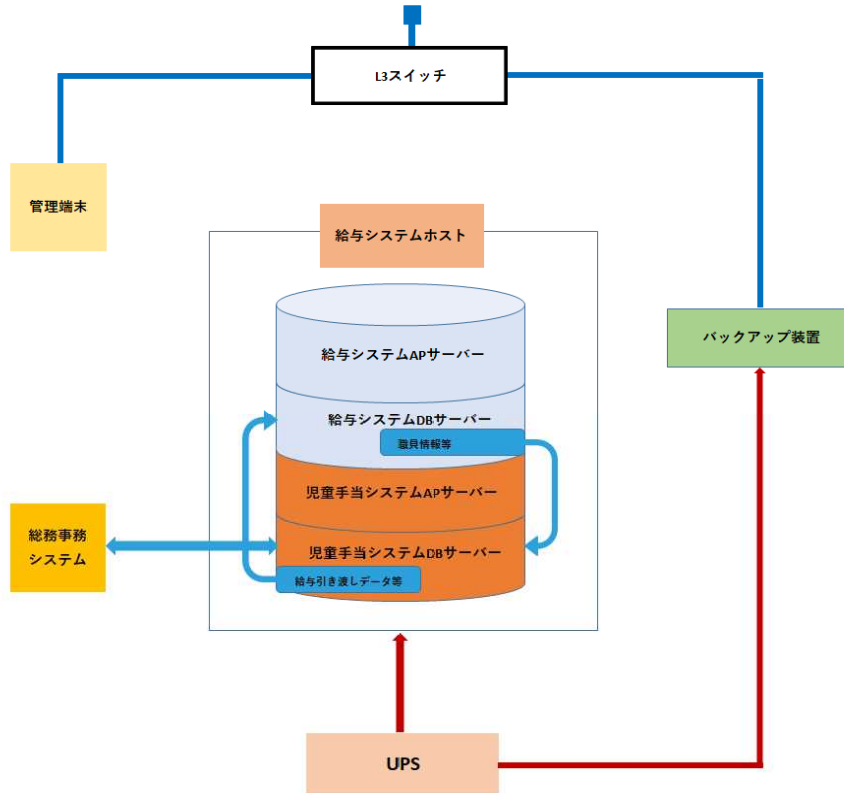 L3スイッチ
管理端末
給与システムホスト
バックアップ装置
給与システムAPサーバー
給与システムDBサーバー
職員情報等
児童手当システムAPサーバー
総務事務
システム
児童手当システムDBサーバー
給与引き渡しデータ等
UPS